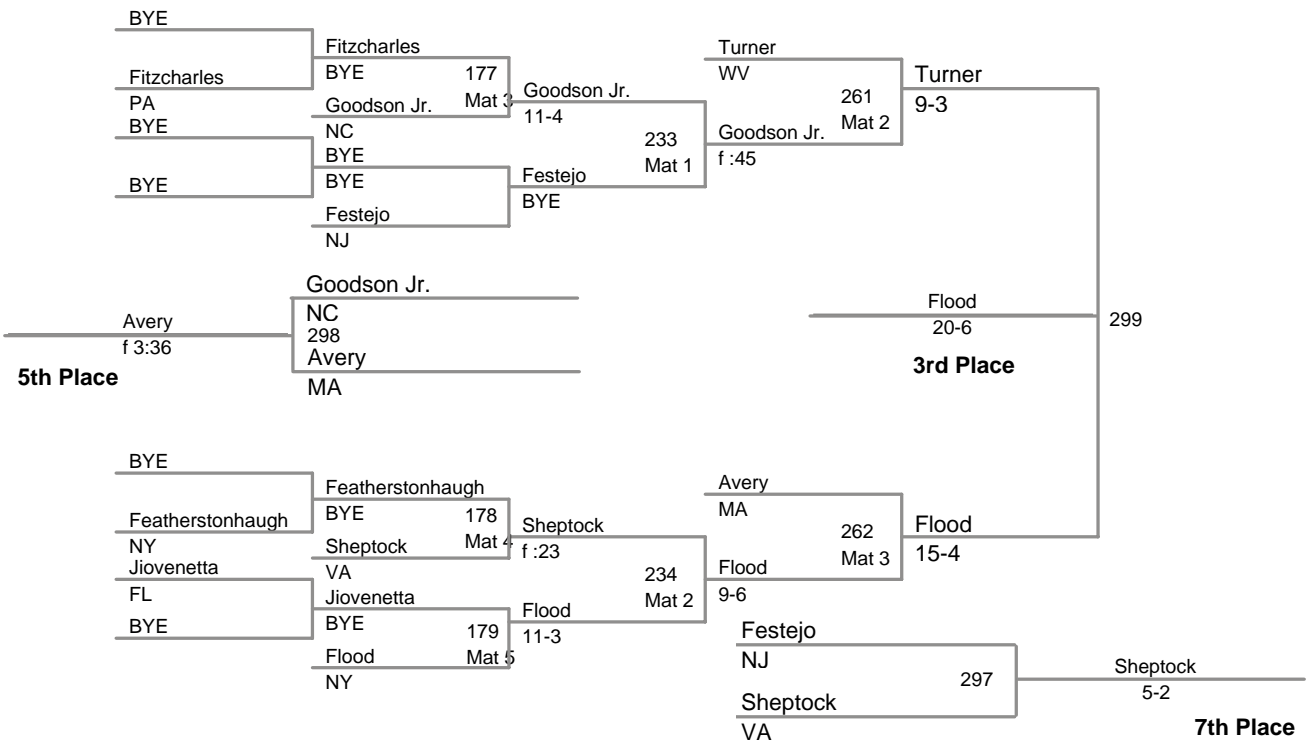 BYE
Fitzcharles
PA
BYE
BYE
Fitzcharles
BYE
177
Mat 3
Goodson Jr.
NC
BYE
BYE
Festejo
NJ
Goodson Jr.
11-4
233
Mat 1
Festejo
BYE
Turner
WV
261
Mat 2
Goodson Jr.
f :45
Turner
9-3
Goodson Jr.
NC
298
Avery
MA
Avery
f 3:36
5th Place
Flood
20-6
299
3rd Place
BYE
Featherstonhaugh
NY
Jiovenetta
FL
BYE
Featherstonhaugh
BYE
178
Mat 4
Sheptock
VA
Jiovenetta
BYE
179
Mat 5
Flood
NY
Sheptock
f :23
234
Mat 2
Flood
11-3
Avery
MA
262
Mat 3
Flood
9-6
Flood
15-4
Festejo
NJ
297
Sheptock
VA
Sheptock
5-2
7th Place